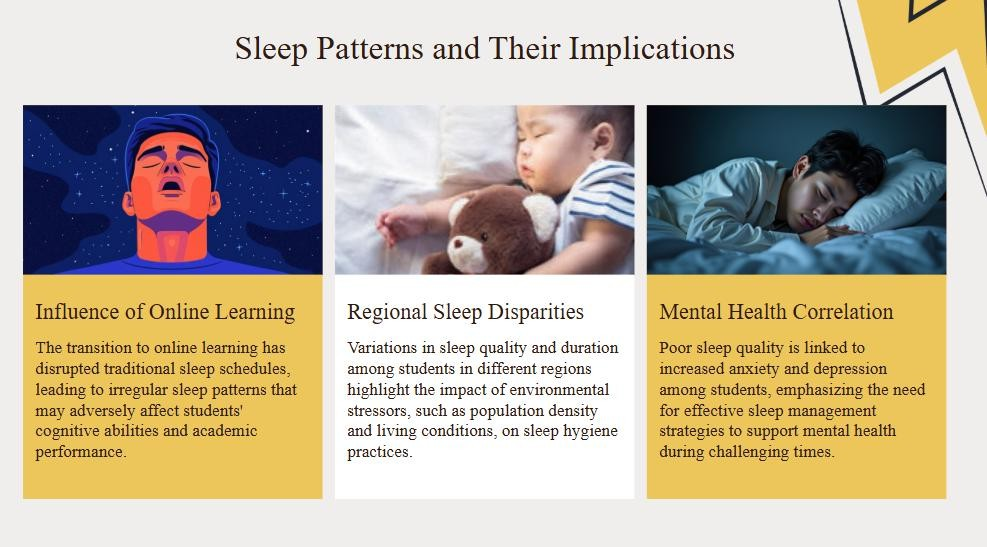 Sleep Patterns and Their Implications
Influence of Online Learning
The transition to online learning has
disrupted traditional sleep schedules,
leading to irregular sleep patterns that
may adversely affect students'
cognitive abilities and academic
performance.
Regional Sleep Disparities
Variations in sleep quality and duration
among students in different regions
highlight the impact of environmental
stressors, such as population density
and living conditions, on sleep hygiene
practices.
Mental Health Correlation
Poor sleep quality is linked to
increased anxiety and depression
among students, emphasizing the need
for effective sleep management
strategies to support mental health
during challenging times.